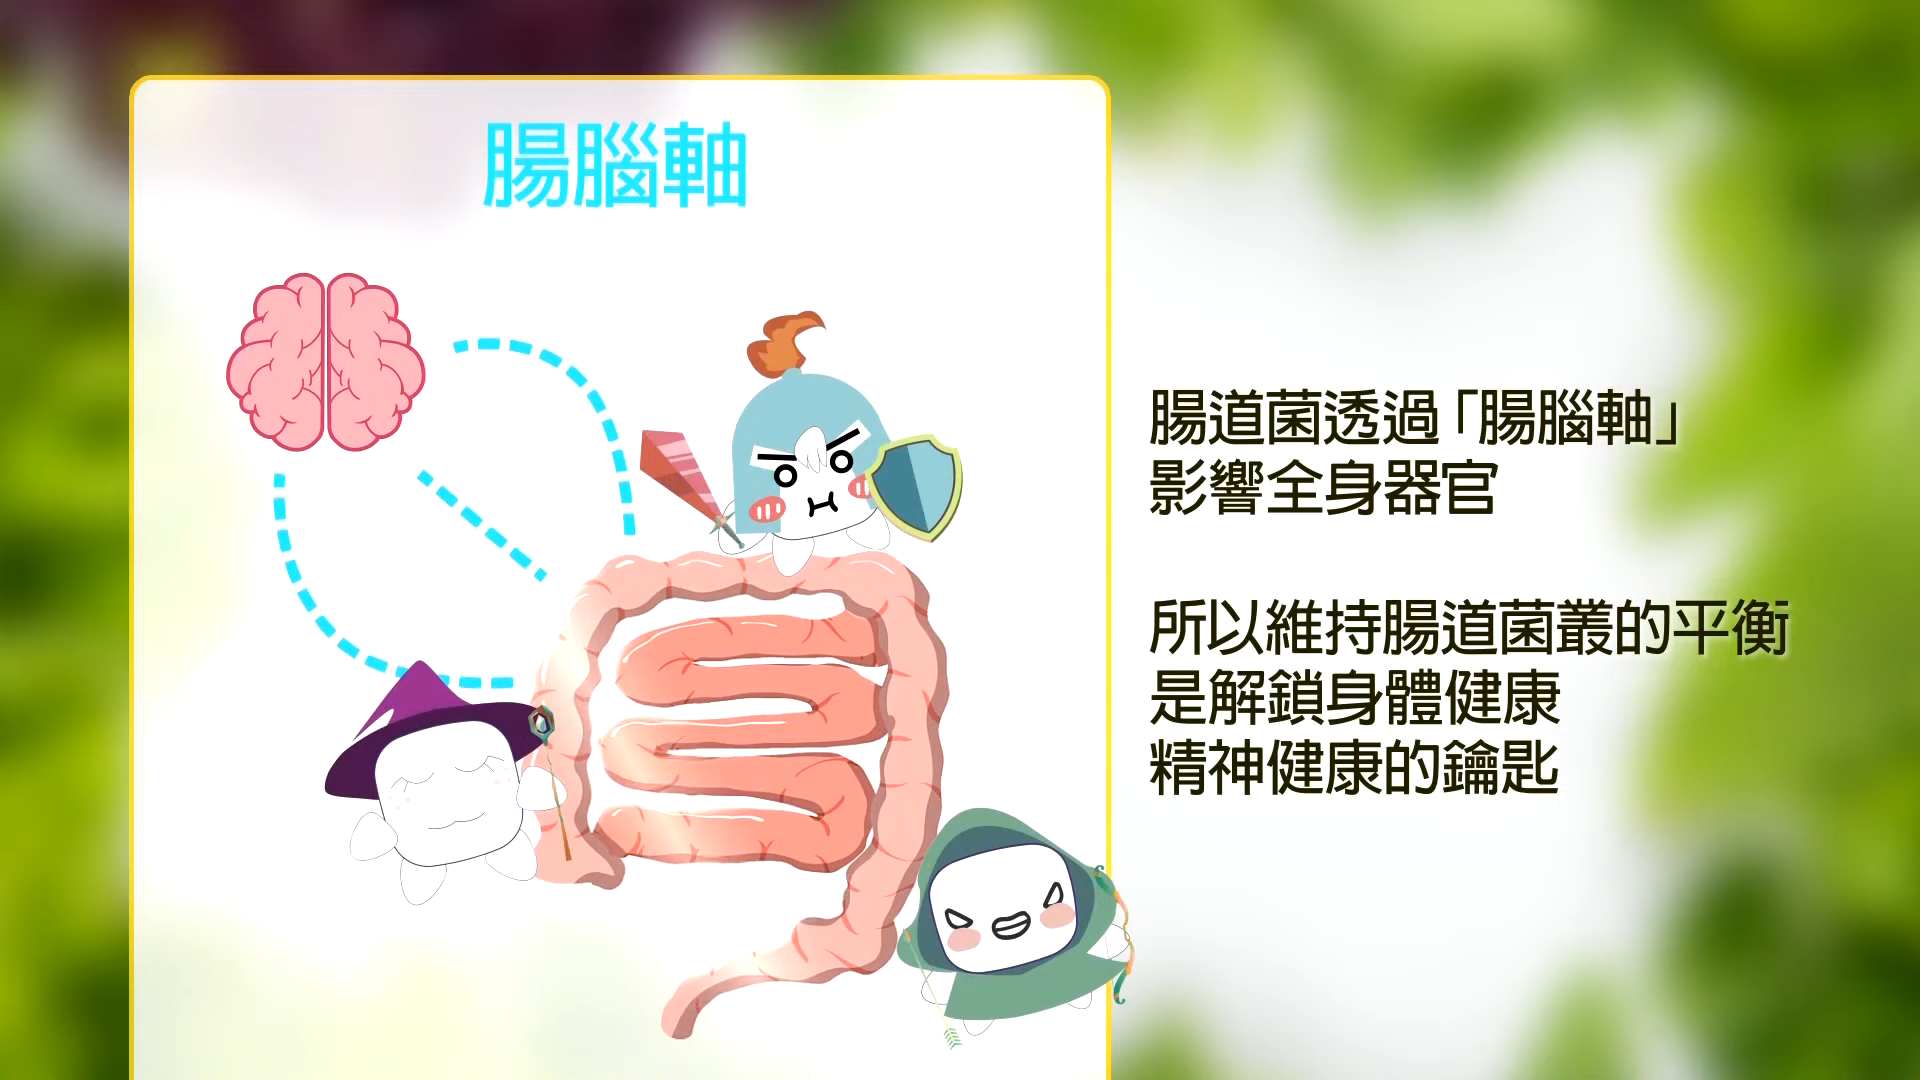 腸腦軸
腸道菌透過「腸腦軸」
影響全身器官
所以維持腸道菌叢的平衡
是解鎖身體健康
精神健康的鑰匙